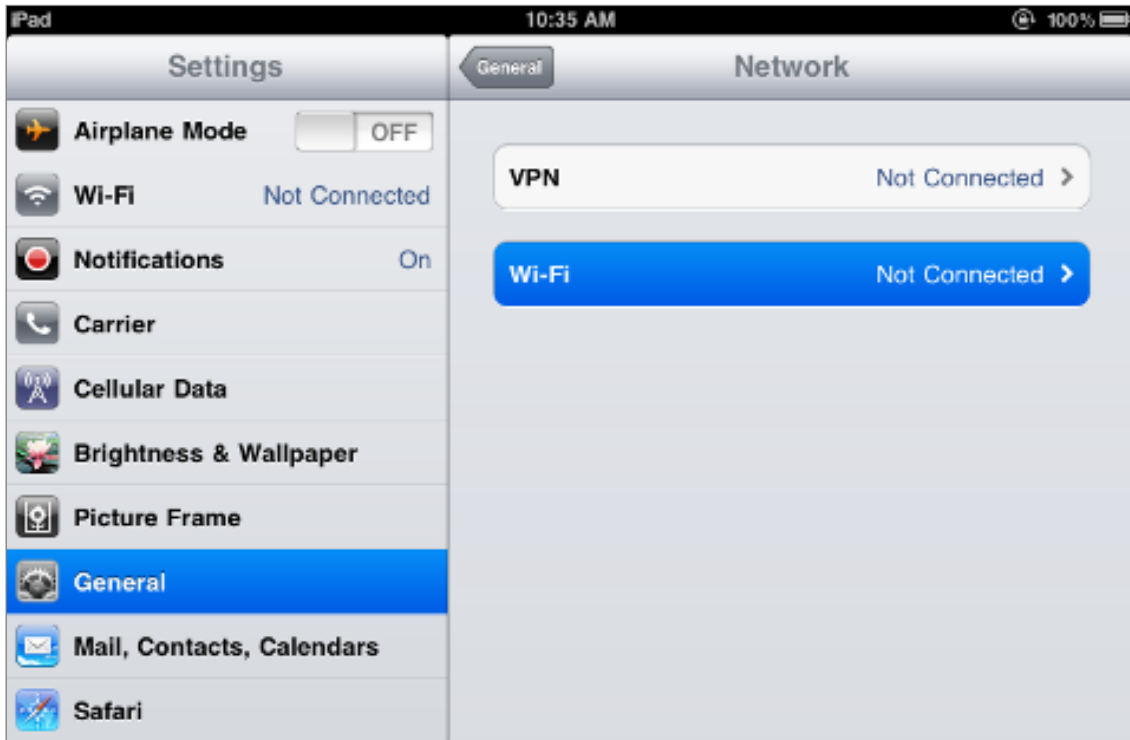 iPad 10:35 AM 100%
Settings
Airplane Mode OFF
Wi-Fi Not Connected
Notifications On
Carrier
Cellular Data
Brightness & Wallpaper
Picture Frame
General
Mail, Contacts, Calendars
Safari
General Network
VPN Not Connected
Wi-Fi Not Connected